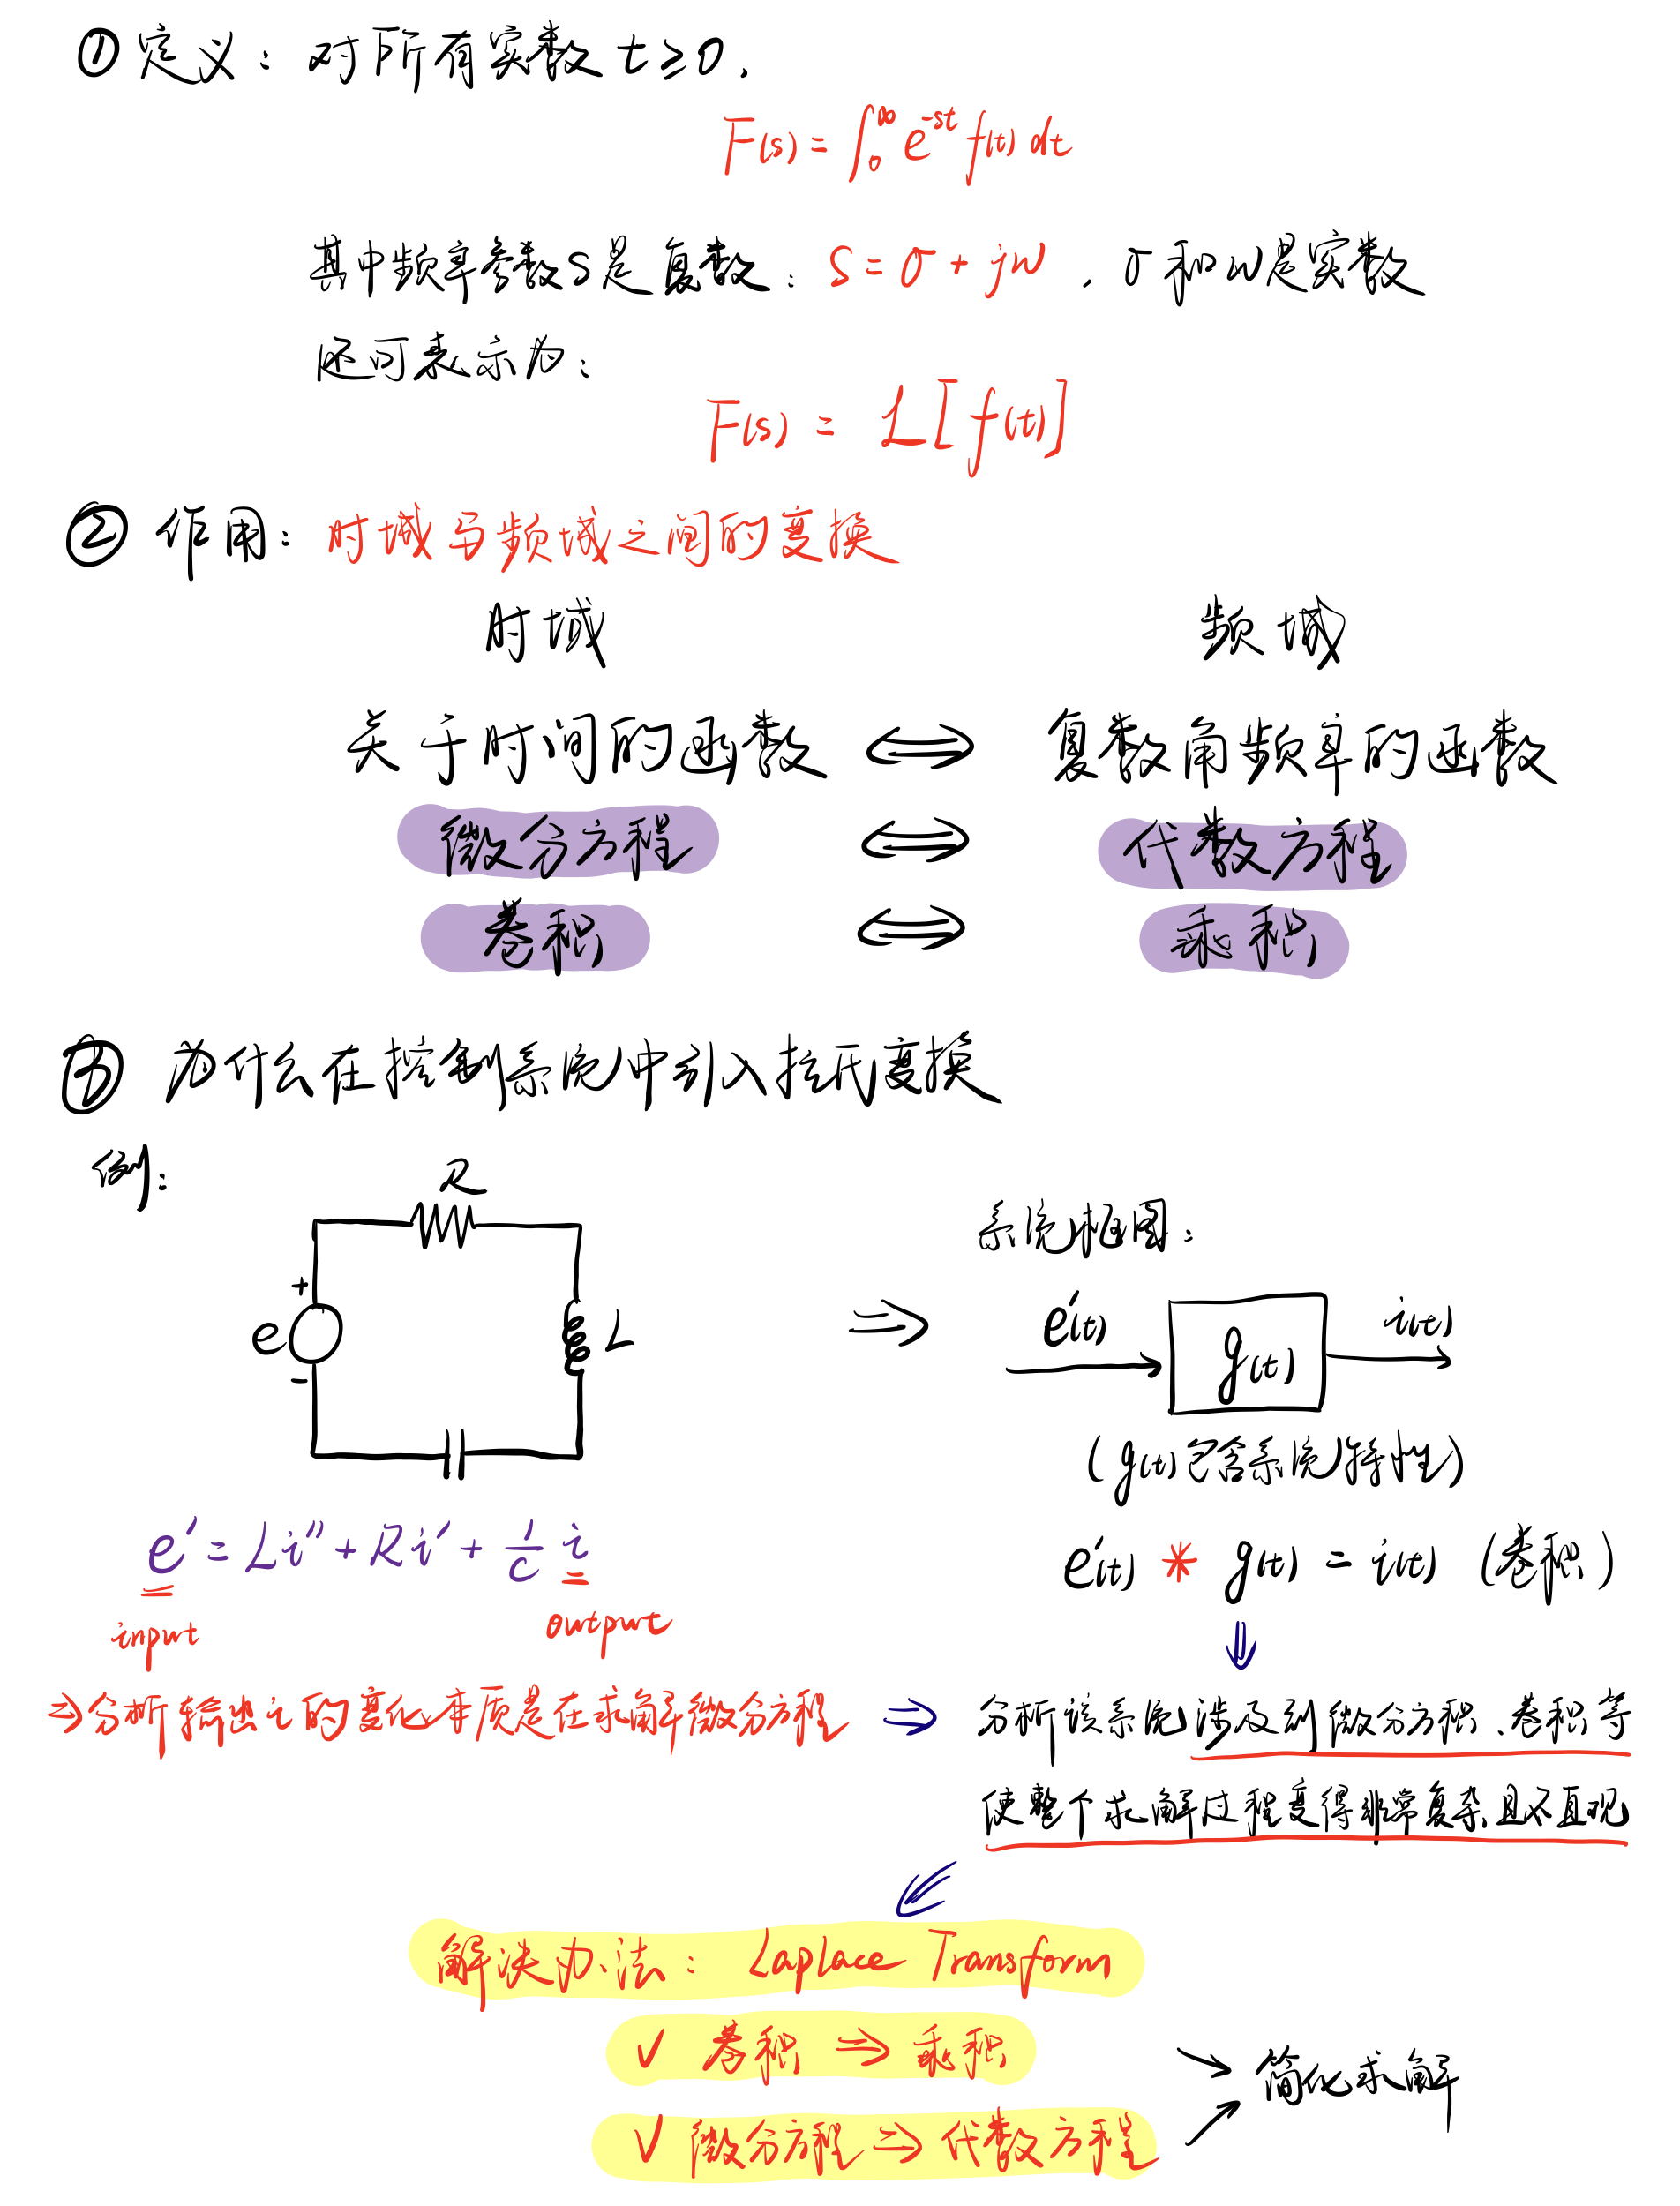 ① 定义：对所有实数 t≥0，
F(s) = ∫₀^∞ e^{-st} f(t) dt
其中频率参数S是复数：S = σ + jω，σ和ω是实数
还可表示为：
F(s) = L[f(t)]
② 作用：时域与频域之间的变换
时域 频域
关于时间的函数 ⟺ 复数角频率的函数
微分方程 ⟺ 代数方程
卷积 ⟺ 乘积
③ 为什么在控制系统中引入拉氏变换
例：
R
+
e
-
L
⇒
系统框图：
e'(t) g(t) i(t)
(g(t)包含系统特性)
e' = Li'' + Ri' + 1/C i
input output
e'(t) * g(t) = i(t) (卷积)
⇓
⇒分析输出i的变化本质是在求解微分方程
⇒ 分析该系统涉及到微分方程、卷积等
使整个求解过程变得非常复杂且不直观
解决办法：Laplace Transform
✓ 卷积 ⇒ 乘积
✓ 微分方程 ⇒ 代数方程
简化求解